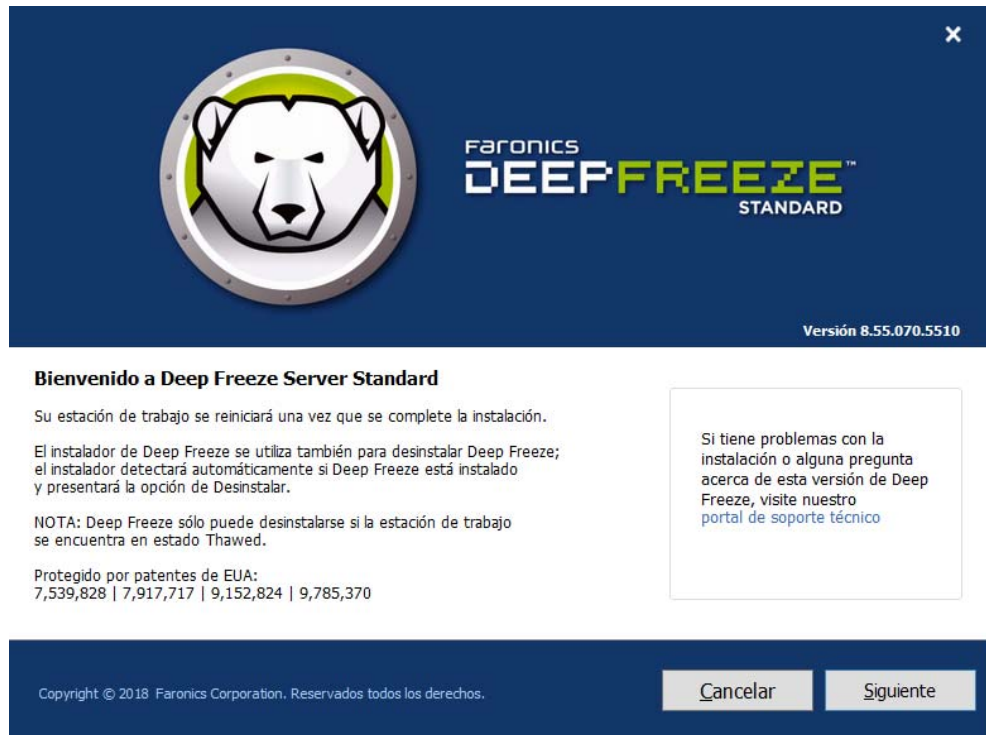 Faronics
DEEPFREEZE™
STANDARD
Versión 8.55.070.5510
Bienvenido a Deep Freeze Server Standard
Su estación de trabajo se reiniciará una vez que se complete la instalación.
El instalador de Deep Freeze se utiliza también para desinstalar Deep Freeze;
el instalador detectará automáticamente si Deep Freeze está instalado
y presentará la opción de Desinstalar.
NOTA: Deep Freeze sólo puede desinstalarse si la estación de trabajo
se encuentra en estado Thawed.
Protegido por patentes de EUA:
7,539,828 | 7,917,717 | 9,152,824 | 9,785,370
Si tiene problemas con la
instalación o alguna pregunta
acerca de esta versión de Deep
Freeze, visite nuestro
portal de soporte técnico
Copyright © 2018 Faronics Corporation. Reservados todos los derechos.
Cancelar
Siguiente